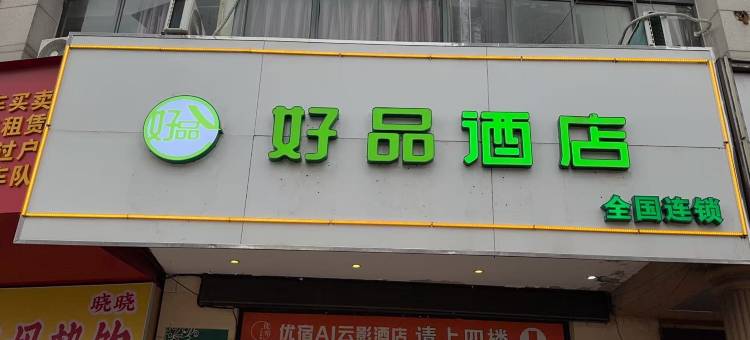 好品
好品酒店
全国连锁
车买卖
租赁
过户
车队
晓晓
优宿AI云影酒店 请上四楼